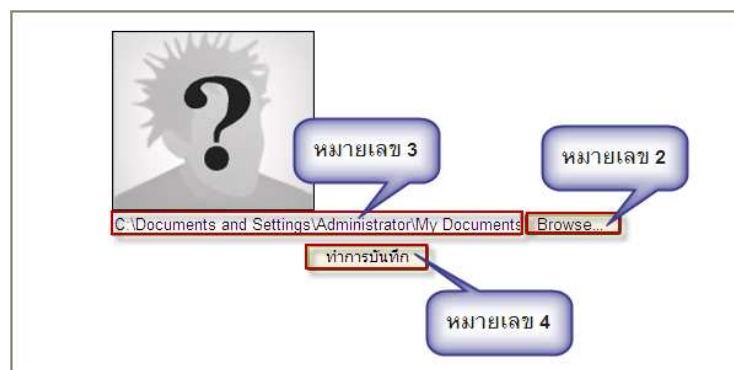 ?
หมายเลข 3
หมายเลข 2
C:\Documents and Settings\Administrator\My Documents
Browse...
ทำการบันทึก
หมายเลข 4